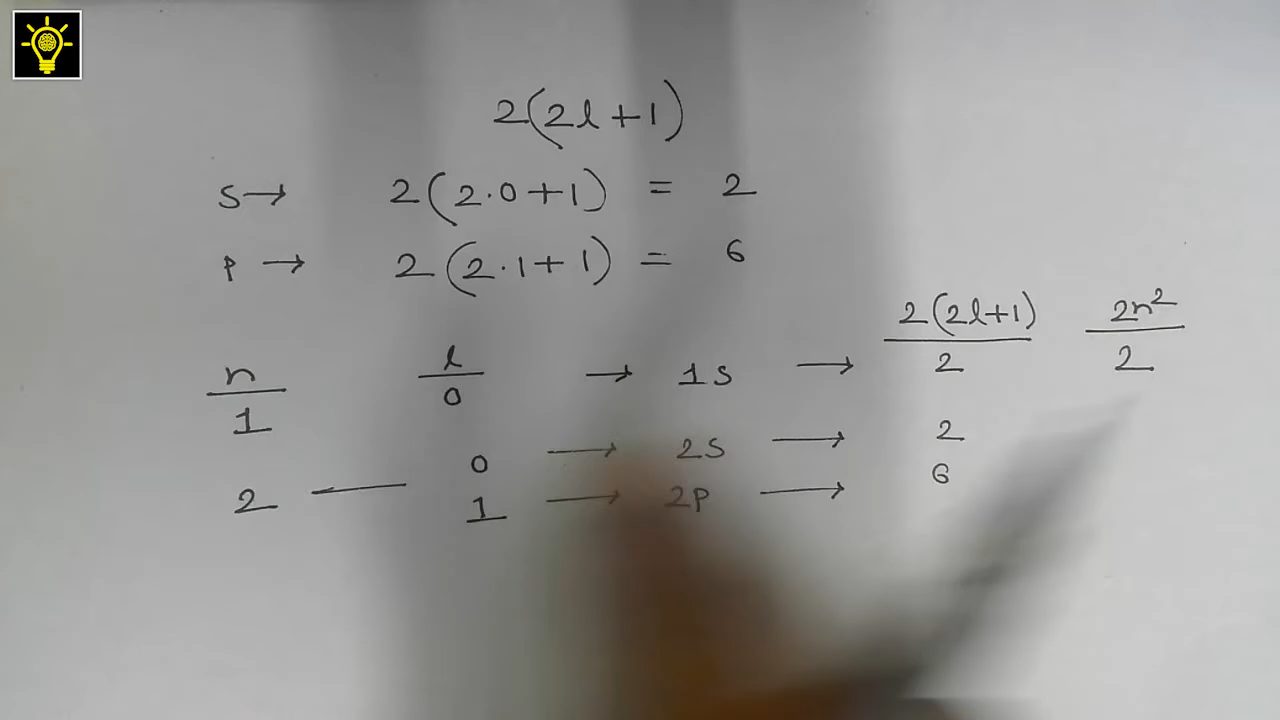 2(2l+1)
S→ 2(2·0+1) = 2
P → 2(2·1+1) = 6
n l 2(2l+1) 2n²
1 0 → 1S → 2 2
0 → 2S → 2
2 — 1 → 2P → 6